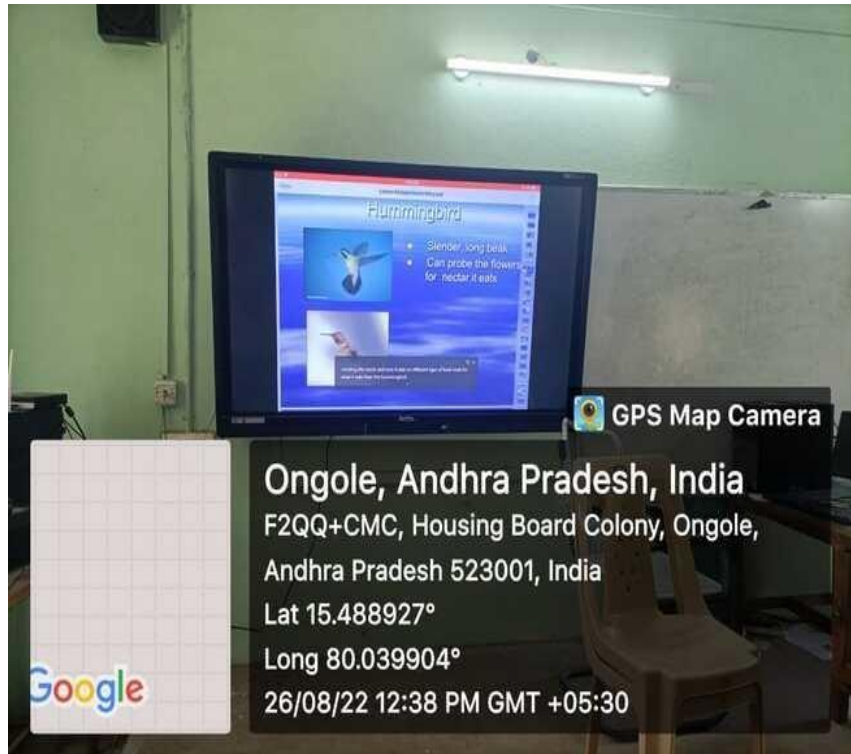 Hummingbird
Slender, long beak
Can probe the flowers
for nectar it eats
GPS Map Camera
Ongole, Andhra Pradesh, India
F2QQ+CMC, Housing Board Colony, Ongole,
Andhra Pradesh 523001, India
Lat 15.488927°
Long 80.039904°
26/08/22 12:38 PM GMT +05:30
Google